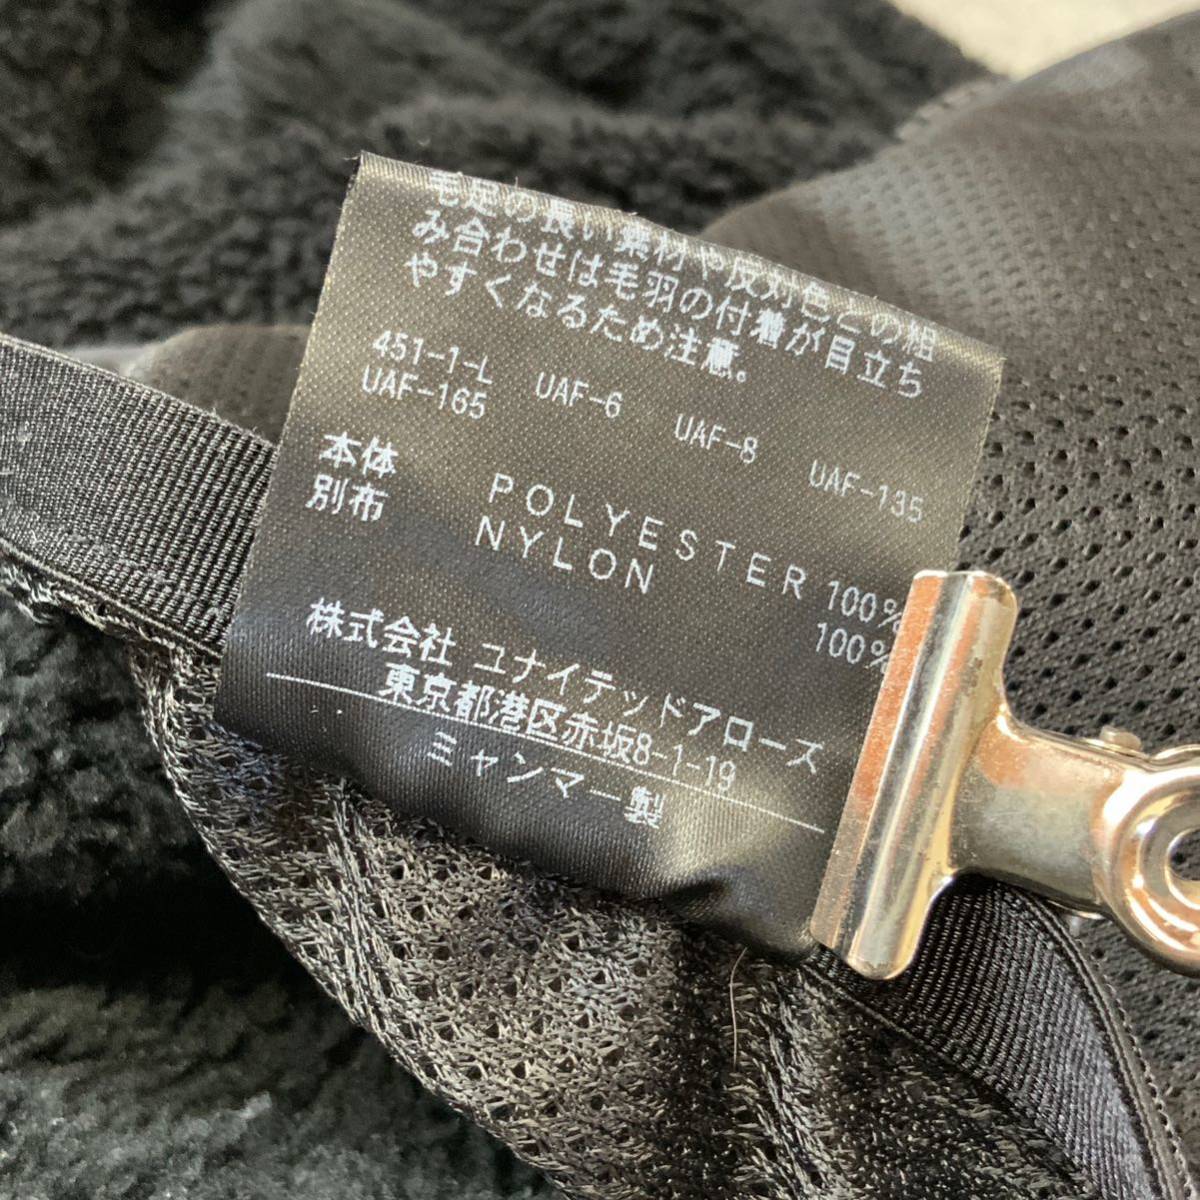 毛足の長い素材や反対色との組
み合わせは毛羽の付着が目立ち
やすくなるため注意。
451-1-L UAF-6 UAF-8 UAF-135
UAF-165
本体 POLYESTER 100%
別布 NYLON 100%
株式会社 ユナイテッドアローズ
東京都港区赤坂8-1-19
ミャンマー製